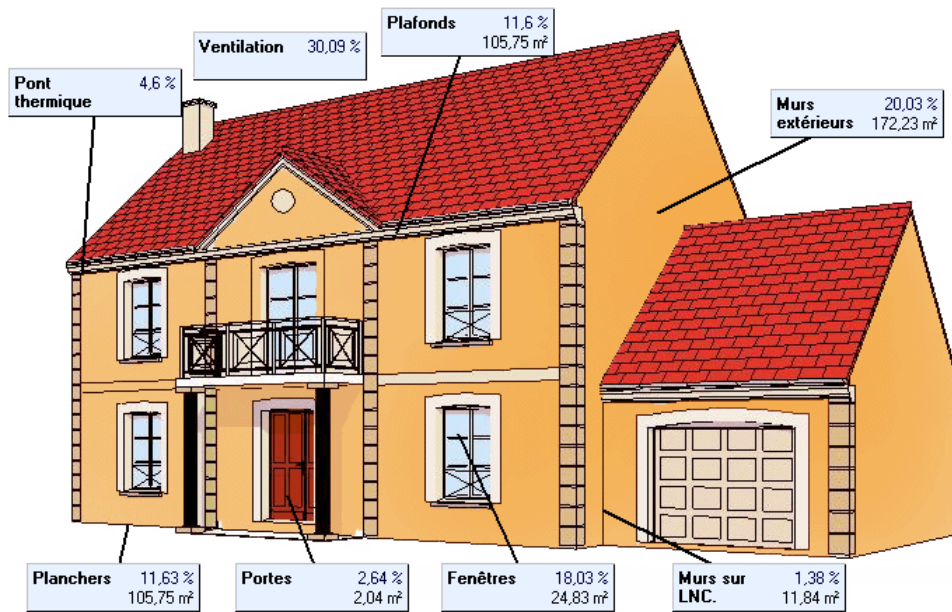 Plafonds 11,6 %
105,75 m²
Ventilation 30,09 %
Pont 4,6 %
thermique
Murs 20,03 %
extérieurs 172,23 m²
Planchers 11,63 %
105,75 m²
Portes 2,64 %
2,04 m²
Fenêtres 18,03 %
24,83 m²
Murs sur 1,38 %
LNC. 11,84 m²